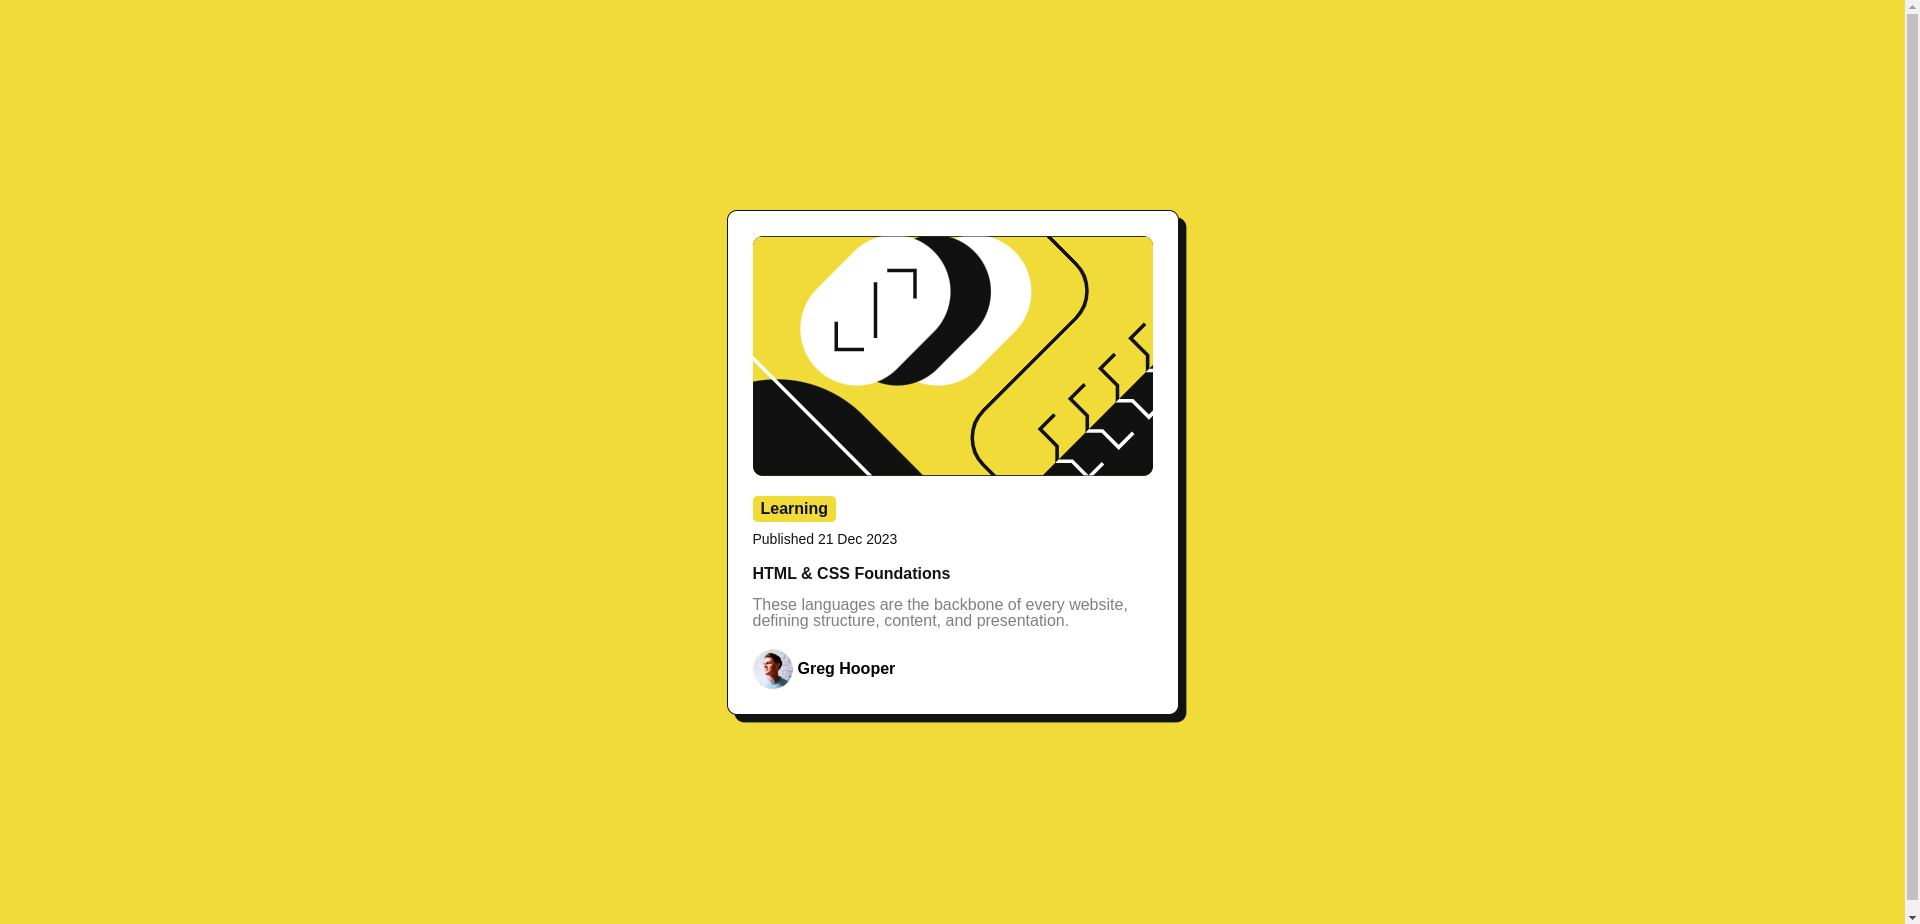 Learning
Published 21 Dec 2023
HTML & CSS Foundations
These languages are the backbone of every website,
defining structure, content, and presentation.
Greg Hooper